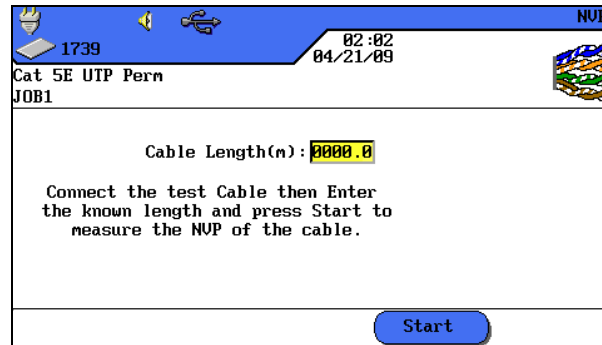 NVP
1739
02:02
04/21/09
Cat 5E UTP Perm
JOB1
Cable Length(m):0000.0
Connect the test Cable then Enter
the known length and press Start to
measure the NVP of the cable.
Start